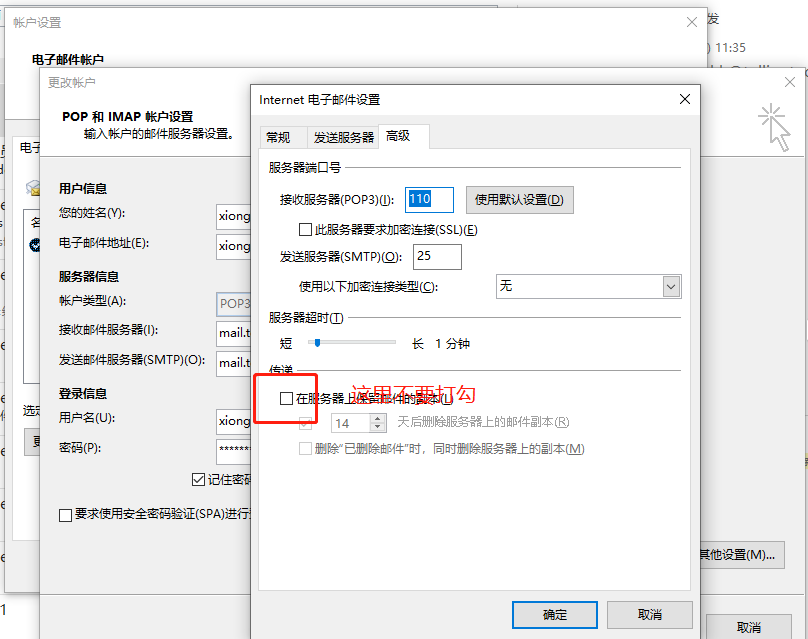 帐户设置
发
11:35
电子邮件帐户
更改帐户
POP 和 IMAP 帐户设置
输入帐户的邮件服务器设置。
电子
名
选定
更
用户信息
您的姓名(Y): xiong
电子邮件地址(E): xiong
服务器信息
帐户类型(A): POP3
接收邮件服务器(I): mail.t
发送邮件服务器(SMTP)(O): mail.t
登录信息
用户名(U): xiong
密码(P): *******
记住密码
要求使用安全密码验证(SPA)进行
其他设置(M)...
取消
Internet 电子邮件设置
常规 发送服务器 高级
服务器端口号
接收服务器(POP3)(I): 110 使用默认设置(D)
此服务器要求加密连接(SSL)(E)
发送服务器(SMTP)(O): 25
使用以下加密连接类型(C): 无
服务器超时(T)
短 长 1 分钟
传递
在服务器上保留邮件的副本(L)
这里不要打勾
14 天后删除服务器上的邮件副本(R)
删除“已删除邮件”时，同时删除服务器上的副本(M)
确定 取消